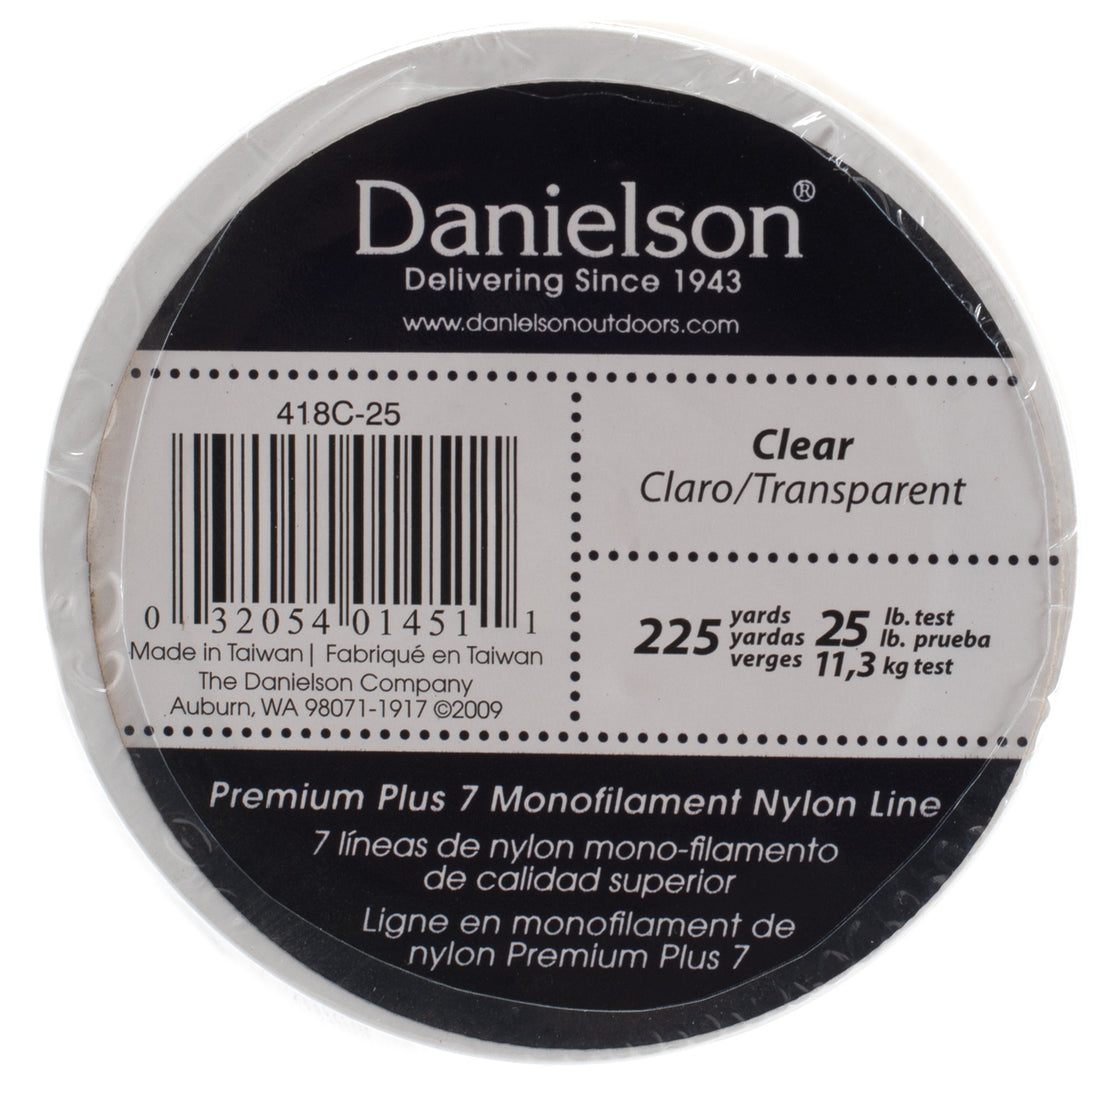 Danielson®
Delivering Since 1943
www.danielsonoutdoors.com
418C-25
0 32054 01451 1
Made in Taiwan | Fabriqué en Taiwan
The Danielson Company
Auburn, WA 98071-1917 ©2009
Clear
Claro/Transparent
225 yards yardas verges 25 lb. test lb. prueba 11,3 kg test
Premium Plus 7 Monofilament Nylon Line
7 líneas de nylon mono-filamento
de calidad superior
Ligne en monofilament de
nylon Premium Plus 7